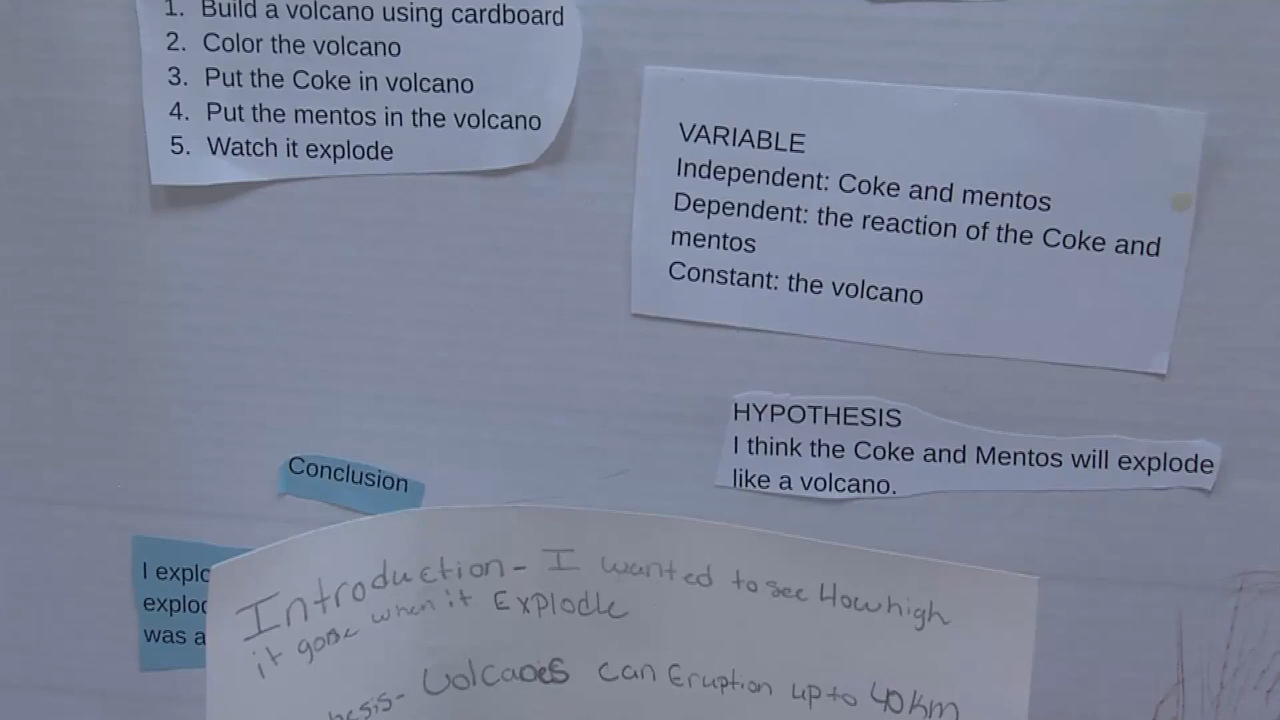 1. Build a volcano using cardboard
2. Color the volcano
3. Put the Coke in volcano
4. Put the mentos in the volcano
5. Watch it explode
VARIABLE
Independent: Coke and mentos
Dependent: the reaction of the Coke and
mentos
Constant: the volcano
HYPOTHESIS
I think the Coke and Mentos will explode
like a volcano.
Conclusion
I
was a
Introduction - I wanted to see How high
it when it Explode
can Eruption up to 40 km